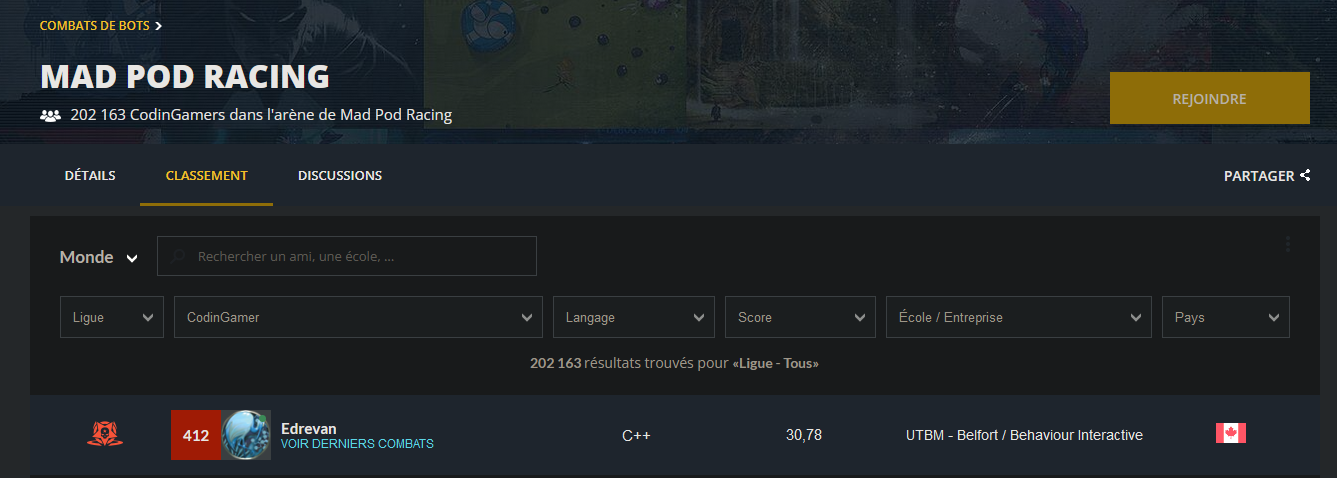 COMBATS DE BOTS
MAD POD RACING
202 163 CodinGamers dans l'arène de Mad Pod Racing
REJOINDRE
DÉTAILS CLASSEMENT DISCUSSIONS PARTAGER
Monde Rechercher un ami, une école, ...
Ligue CodinGamer Langage Score École / Entreprise Pays
202 163 résultats trouvés pour «Ligue - Tous»
412 Edrevan C++ 30,78 UTBM - Belfort / Behaviour Interactive
VOIR DERNIERS COMBATS